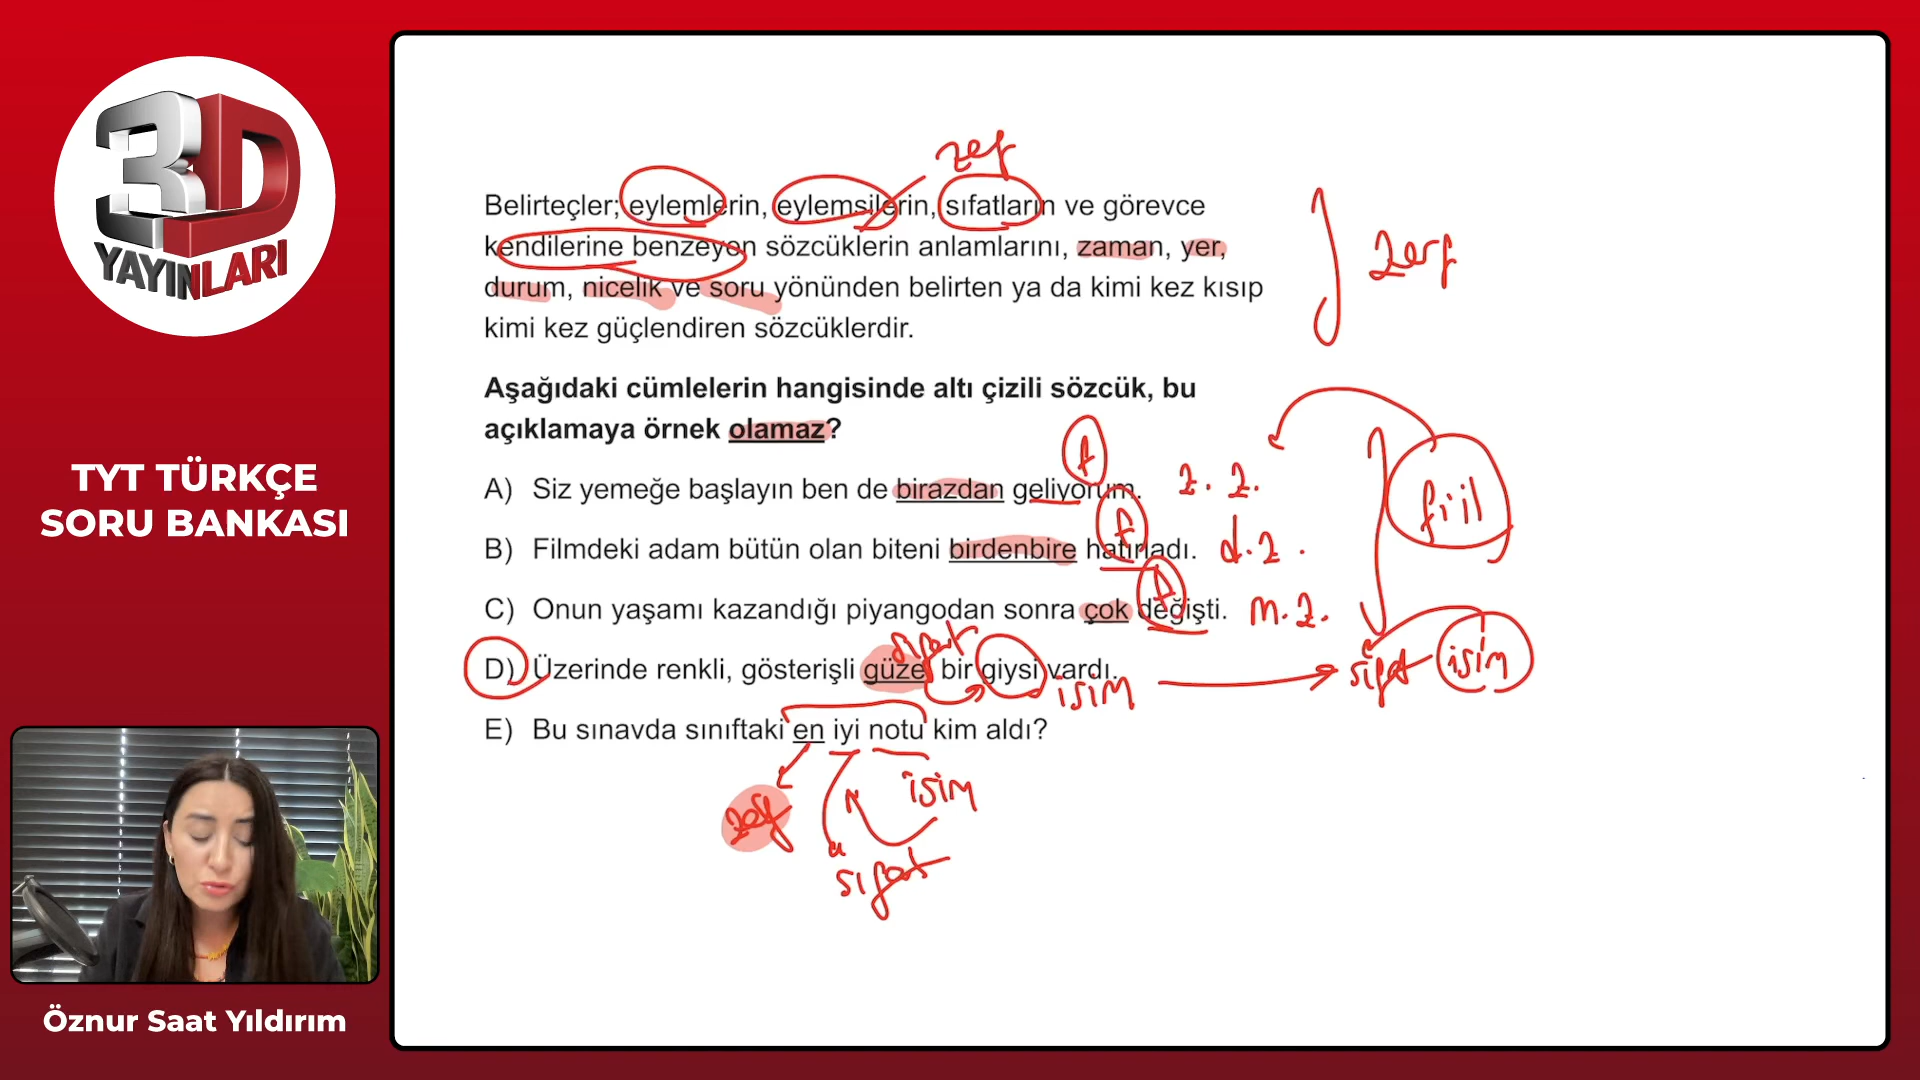 3D
YAYINLARI
TYT TÜRKÇE
SORU BANKASI
Öznur Saat Yıldırım
zef
Belirteçler; eylemlerin, eylemsilerin, sıfatların ve görevce
kendilerine benzeyen sözcüklerin anlamlarını, zaman, yer,
durum, nicelik ve soru yönünden belirten ya da kimi kez kısıp
kimi kez güçlendiren sözcüklerdir.
zerf
Aşağıdaki cümlelerin hangisinde altı çizili sözcük, bu
açıklamaya örnek olamaz?
f
A) Siz yemeğe başlayın ben de birazdan geliyorum. z. z.
fiil
f
B) Filmdeki adam bütün olan biteni birdenbire hatırladı. d.z.
f
C) Onun yaşamı kazandığı piyangodan sonra çok değişti. m.z.
sıfat
D) Üzerinde renkli, gösterişli güzel bir giysi vardı. isim sıfat isim
E) Bu sınavda sınıftaki en iyi notu kim aldı?
zerf isim
sıfat